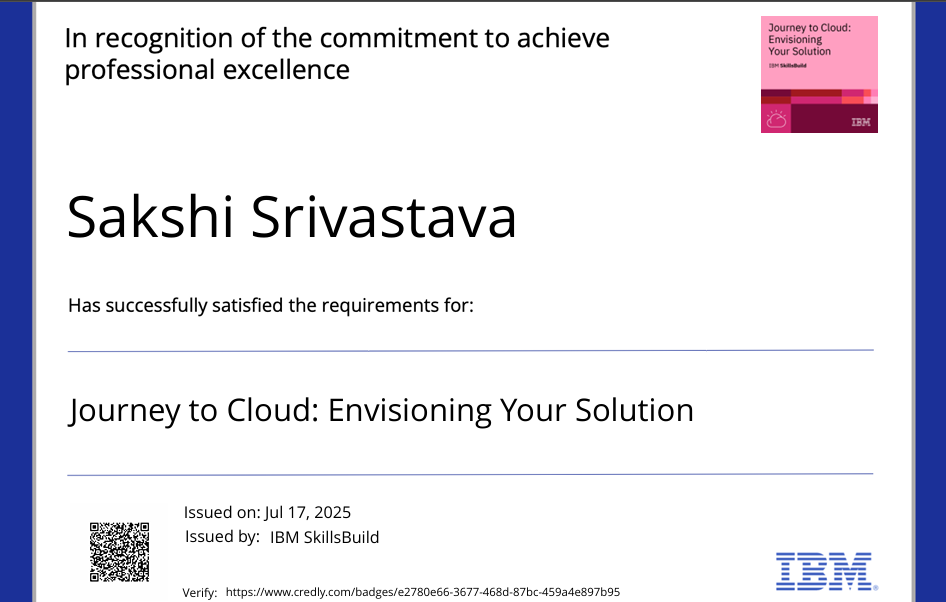 In recognition of the commitment to achieve
professional excellence
Journey to Cloud:
Envisioning
Your Solution
IBM SkillsBuild
IBM
Sakshi Srivastava
Has successfully satisfied the requirements for:
Journey to Cloud: Envisioning Your Solution
Issued on: Jul 17, 2025
Issued by: IBM SkillsBuild
IBM.
Verify: https://www.credly.com/badges/e2780e66-3677-468d-87bc-459a4e897b95